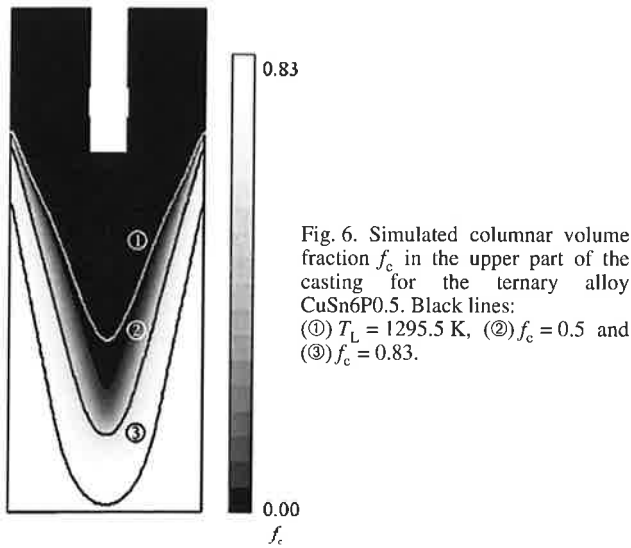 0.83
①
②
③
0.00
f_c
Fig. 6. Simulated columnar volume
fraction f_c in the upper part of the
casting for the ternary alloy
CuSn6P0.5. Black lines:
(①) T_L = 1295.5 K, (②) f_c = 0.5 and
(③) f_c = 0.83.